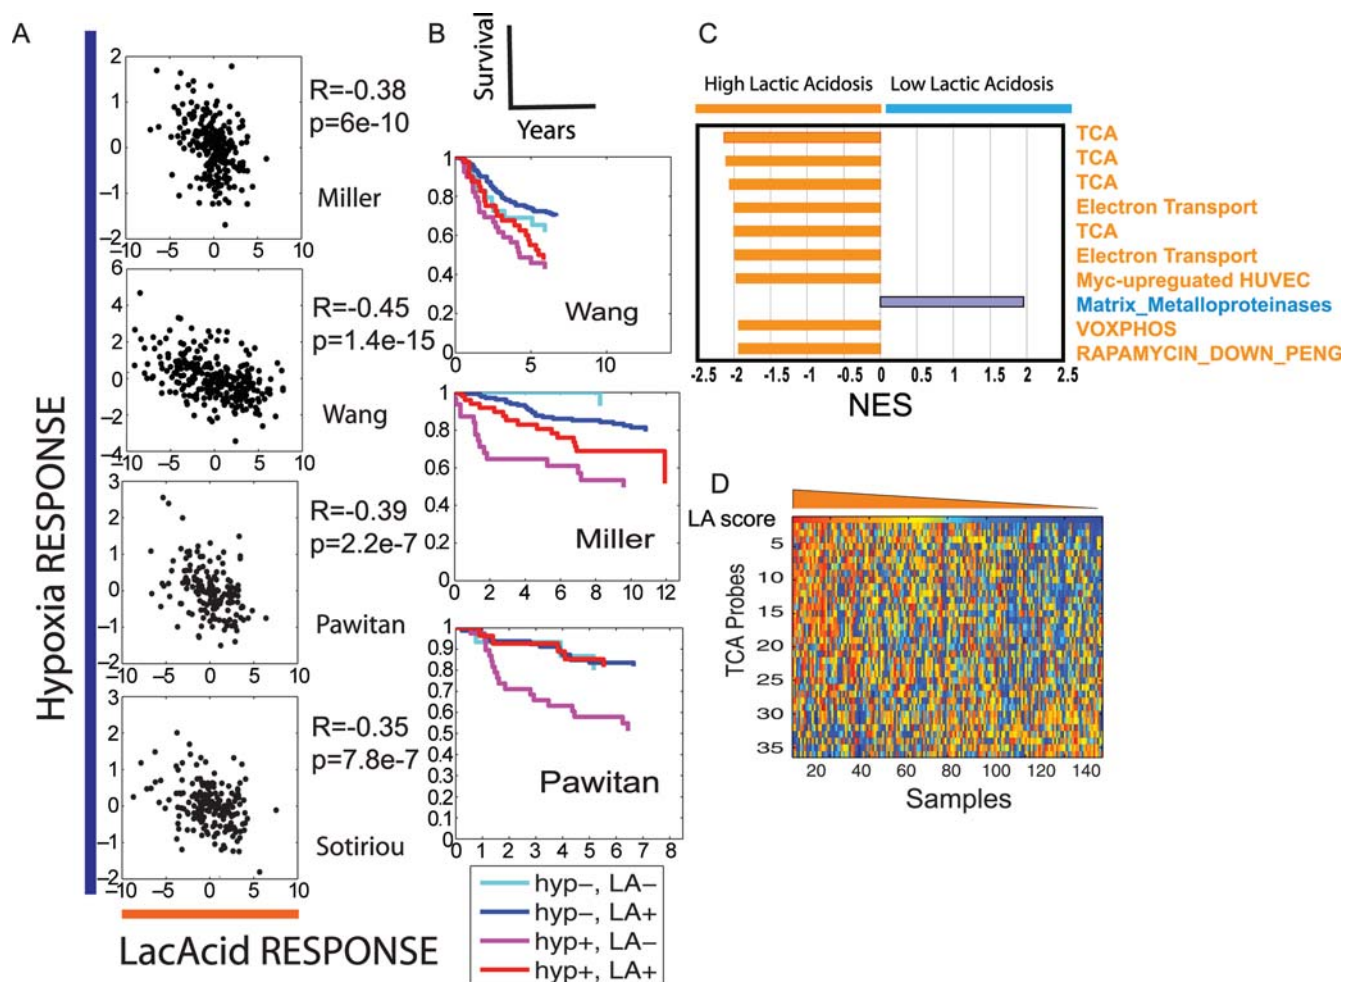 A
Hypoxia RESPONSE
2
1
0
–1
–2
–10 –5 0 5 10
R=-0.38
p=6e-10
Miller
6
4
2
0
–2
–4
–10 –5 0 5 10
R=-0.45
p=1.4e-15
Wang
3
2
1
0
–1
–2
–10 –5 0 5 10
R=-0.39
p=2.2e-7
Pawitan
3
2
1
0
–1
–2
–10 –5 0 5 10
R=-0.35
p=7.8e-7
Sotiriou
LacAcid RESPONSE
B
Survival
Years
1
0.8
0.6
0.4
0.2
0
0 5 10
Wang
1
0.8
0.6
0.4
0.2
0
0 2 4 6 8 10 12
Miller
1
0.9
0.8
0.7
0.6
0.5
0.4
0.3
0.2
0.1
0
0 1 2 3 4 5 6 7 8
Pawitan
hyp–, LA–
hyp–, LA+
hyp+, LA–
hyp+, LA+
C
High Lactic Acidosis Low Lactic Acidosis
TCA
TCA
TCA
Electron Transport
TCA
Electron Transport
Myc-upreguated HUVEC
Matrix_Metalloproteinases
VOXPHOS
RAPAMYCIN_DOWN_PENG
-2.5 -2 -1.5 -1 -0.5 0 0.5 1 1.5 2 2.5
NES
D
LA score
TCA Probes
5
10
15
20
25
30
35
20 40 60 80 100 120 140
Samples